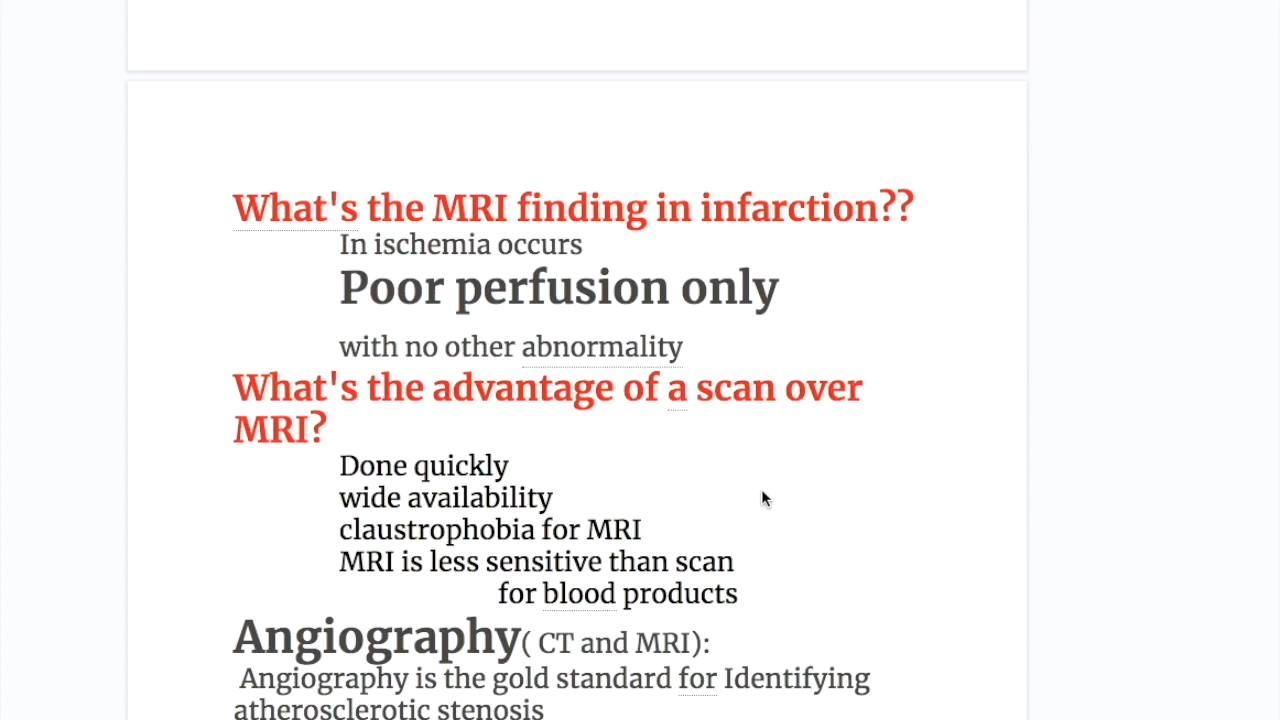 What's the MRI finding in infarction??
In ischemia occurs
Poor perfusion only
with no other abnormality
What's the advantage of a scan over
MRI?
Done quickly
wide availability
claustrophobia for MRI
MRI is less sensitive than scan
for blood products
Angiography( CT and MRI):
Angiography is the gold standard for Identifying
atherosclerotic stenosis